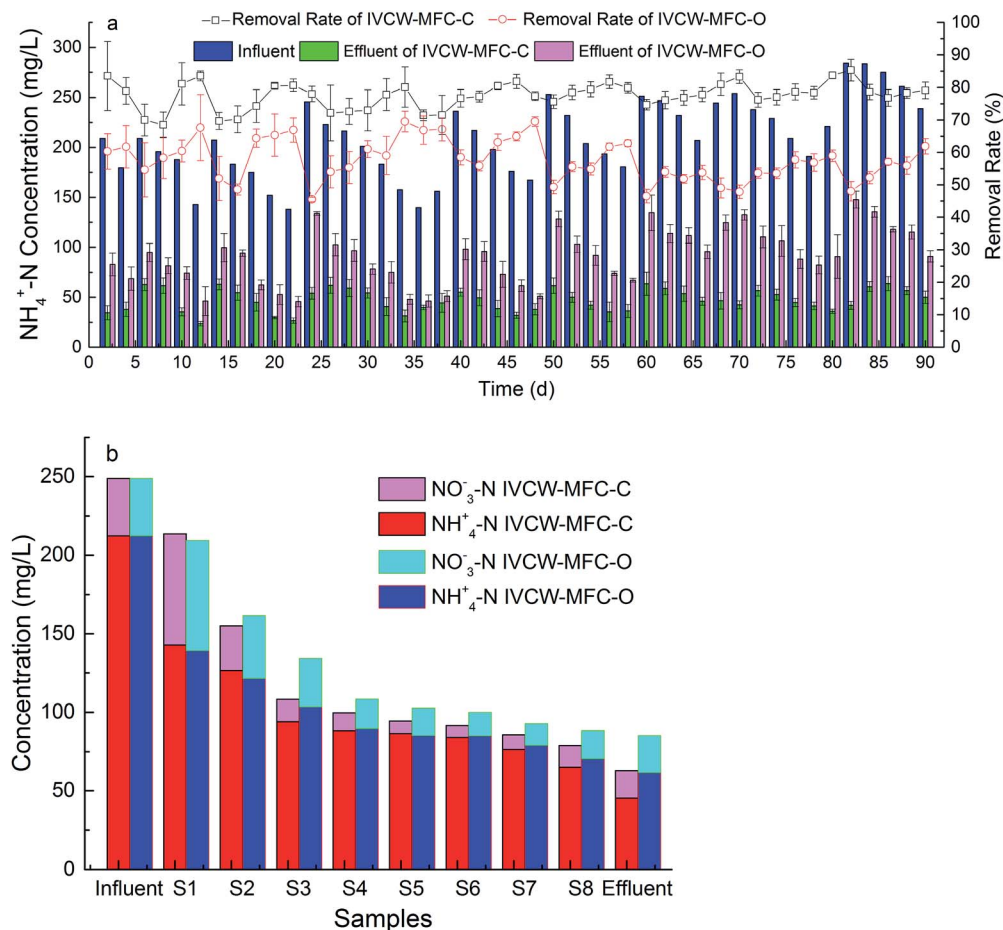 a
Removal Rate of IVCW-MFC-C Removal Rate of IVCW-MFC-O
Influent Effluent of IVCW-MFC-C Effluent of IVCW-MFC-O
NH₄⁺-N Concentration (mg/L)
300
250
200
150
100
50
0
100
90
80
70
60
50
40
30
20
10
0
Removal Rate (%)
0 5 10 15 20 25 30 35 40 45 50 55 60 65 70 75 80 85 90
Time (d)
b
NO₃⁻-N IVCW-MFC-C
NH₄⁺-N IVCW-MFC-C
NO₃⁻-N IVCW-MFC-O
NH₄⁺-N IVCW-MFC-O
Concentration (mg/L)
250
200
150
100
50
0
Influent S1 S2 S3 S4 S5 S6 S7 S8 Effluent
Samples